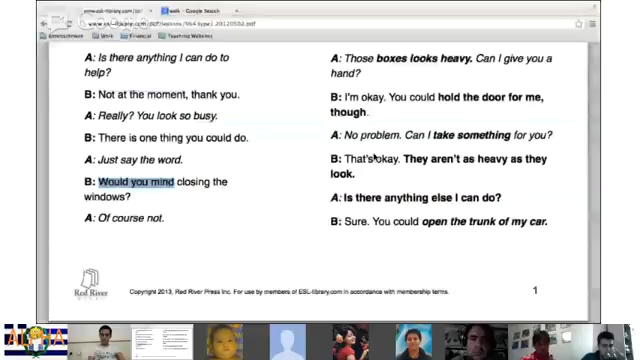 walk
Entertainment Work Financial Teaching Websites
A: Is there anything I can do to
help?
B: Not at the moment, thank you.
A: Really? You look so busy.
B: There is one thing you could do.
A: Just say the word.
B: Would you mind closing the
windows?
A: Of course not.
A: Those boxes looks heavy. Can I give you a
hand?
B: I'm okay. You could hold the door for me,
though.
A: No problem. Can I take something for you?
B: That's okay. They aren't as heavy as they
look.
A: Is there anything else I can do?
B: Sure. You could open the trunk of my car.
Red River
Copyright 2013, Red River Press Inc. For use by members of ESL-library.com in accordance with membership terms.
1
ALPHA